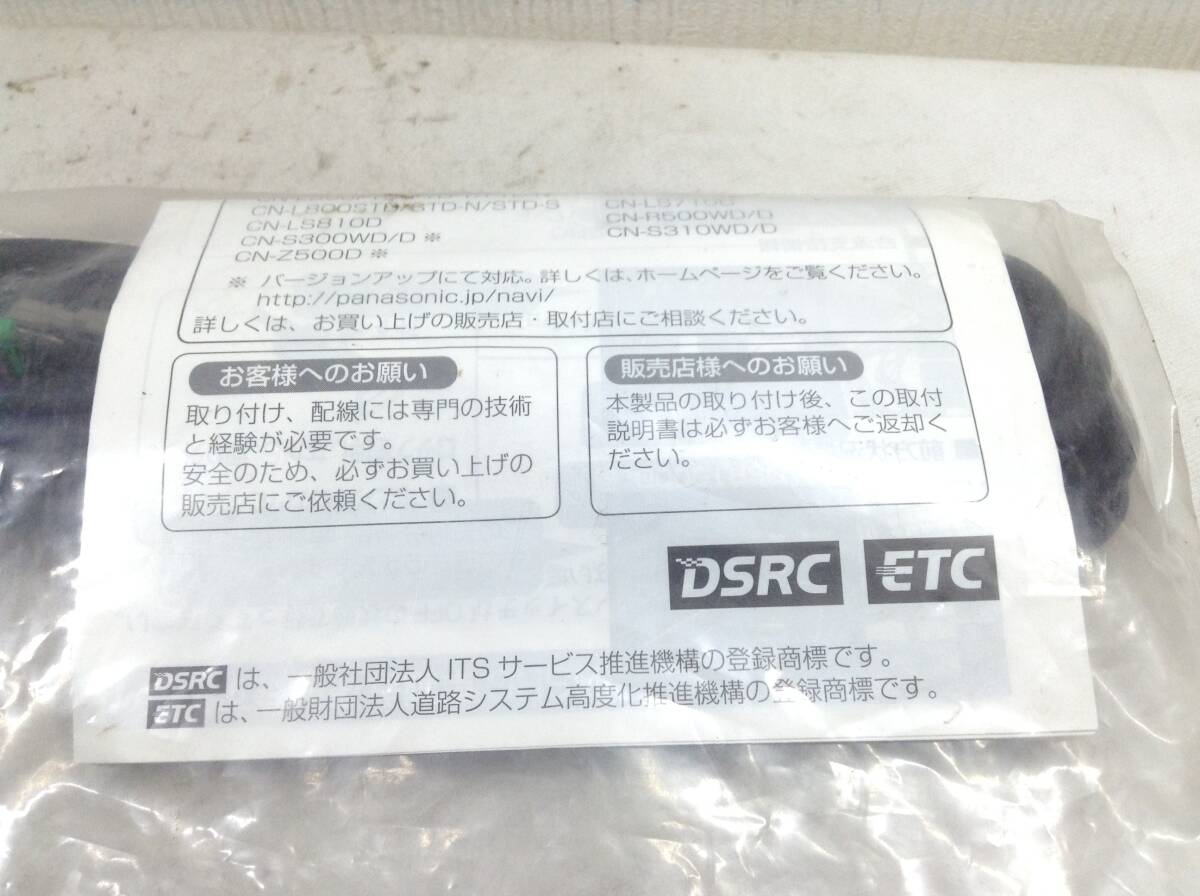 CN-L800STD/STD-N/STD-S
CN-LS710D
CN-LS810D
CN-R500WD/D
CN-S300WD/D ※
CN-S310WD/D
CN-Z500D ※
※ バージョンアップにて対応。詳しくは、ホームページをご覧ください。
http://panasonic.jp/navi/
詳しくは、お買い上げの販売店・取付店にご相談ください。
お客様へのお願い
取り付け、配線には専門の技術
と経験が必要です。
安全のため、必ずお買い上げの
販売店にご依頼ください。
販売店様へのお願い
本製品の取り付け後、この取付
説明書は必ずお客様へご返却く
ださい。
DSRC ETC
DSRC は、一般社団法人 ITS サービス推進機構の登録商標です。
ETC は、一般財団法人道路システム高度化推進機構の登録商標です。